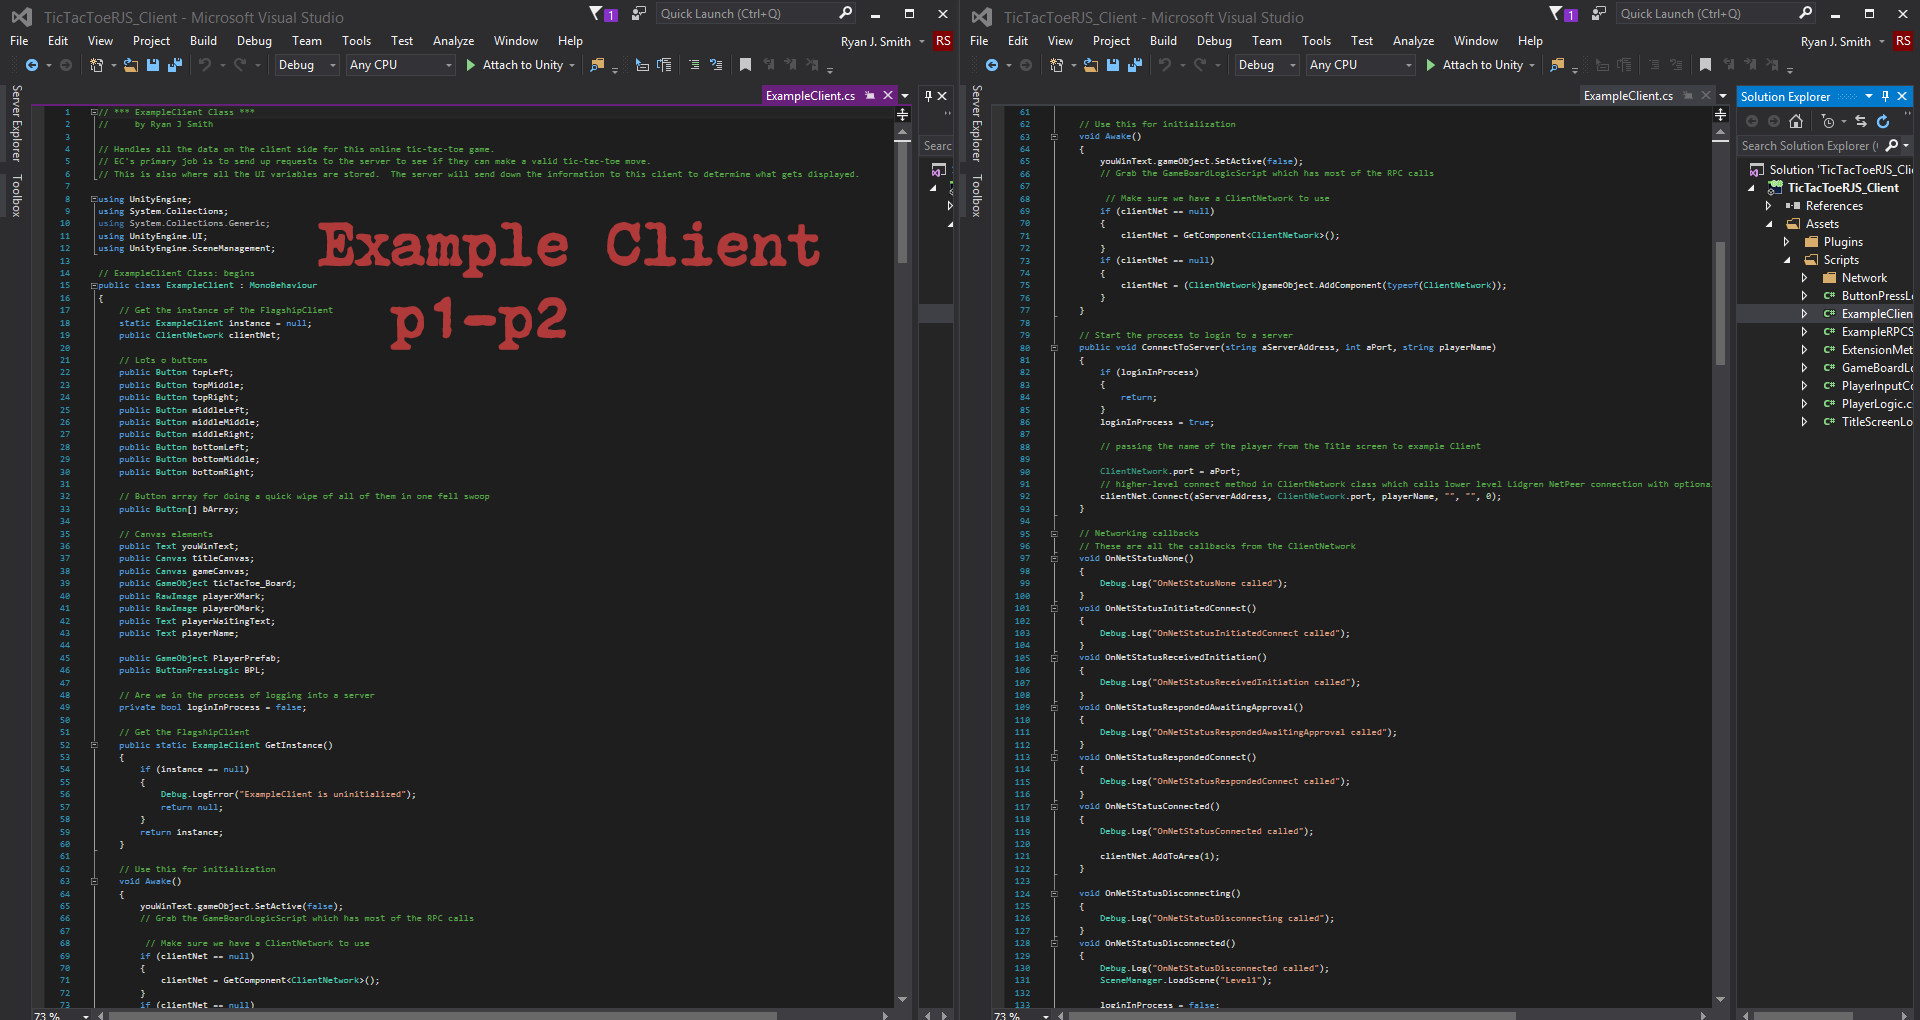 TicTacToeRJS_Client - Microsoft Visual Studio
1
Quick Launch (Ctrl+Q)
File Edit View Project Build Debug Team Tools Test Analyze Window Help
Ryan J. Smith RS
Debug Any CPU Attach to Unity
Server Explorer
Toolbox
ExampleClient.cs
Searc
Example Client
p1-p2
1 // *** ExampleClient Class ***
2 // by Ryan J Smith
3
4 // Handles all the data on the client side for this online tic-tac-toe game.
5 // EC's primary job is to send up requests to the server to see if they can make a valid tic-tac-toe move.
6 // This is also where all the UI variables are stored. The server will send down the information to this client to determine what gets displayed.
7
8 using UnityEngine;
9 using System.Collections;
10 using System.Collections.Generic;
11 using UnityEngine.UI;
12 using UnityEngine.SceneManagement;
13
14 // ExampleClient Class: begins
15 public class ExampleClient : MonoBehaviour
16 {
17 // Get the instance of the FlagshipClient
18 static ExampleClient instance = null;
19 public ClientNetwork clientNet;
20
21 // Lots o buttons
22 public Button topLeft;
23 public Button topMiddle;
24 public Button topRight;
25 public Button middleLeft;
26 public Button middleMiddle;
27 public Button middleRight;
28 public Button bottomLeft;
29 public Button bottomMiddle;
30 public Button bottomRight;
31
32 // Button array for doing a quick wipe of all of them in one fell swoop
33 public Button[] bArray;
34
35 // Canvas elements
36 public Text youWinText;
37 public Canvas titleCanvas;
38 public Canvas gameCanvas;
39 public GameObject ticTacToe_Board;
40 public RawImage playerXMark;
41 public RawImage playerOMark;
42 public Text playerWaitingText;
43 public Text playerName;
44
45 public GameObject PlayerPrefab;
46 public ButtonPressLogic BPL;
47
48 // Are we in the process of logging into a server
49 private bool loginInProcess = false;
50
51 // Get the FlagshipClient
52 public static ExampleClient GetInstance()
53 {
54 if (instance == null)
55 {
56 Debug.LogError("ExampleClient is uninitialized");
57 return null;
58 }
59 return instance;
60 }
61
62 // Use this for initialization
63 void Awake()
64 {
65 youWinText.gameObject.SetActive(false);
66 // Grab the GameBoardLogicScript which has most of the RPC calls
67
68 // Make sure we have a ClientNetwork to use
69 if (clientNet == null)
70 {
71 clientNet = GetComponent<ClientNetwork>();
72 }
73 if (clientNet == null)
73 %
TicTacToeRJS_Client - Microsoft Visual Studio
1
Quick Launch (Ctrl+Q)
File Edit View Project Build Debug Team Tools Test Analyze Window Help
Ryan J. Smith RS
Debug Any CPU Attach to Unity
Server Explorer
Toolbox
ExampleClient.cs
61
62 // Use this for initialization
63 void Awake()
64 {
65 youWinText.gameObject.SetActive(false);
66 // Grab the GameBoardLogicScript which has most of the RPC calls
67
68 // Make sure we have a ClientNetwork to use
69 if (clientNet == null)
70 {
71 clientNet = GetComponent<ClientNetwork>();
72 }
73 if (clientNet == null)
74 {
75 clientNet = (ClientNetwork)gameObject.AddComponent(typeof(ClientNetwork));
76 }
77 }
78
79 // Start the process to login to a server
80 public void ConnectToServer(string aServerAddress, int aPort, string playerName)
81 {
82 if (loginInProcess)
83 {
84 return;
85 }
86 loginInProcess = true;
87
88 // passing the name of the player from the Title screen to example Client
89
90 ClientNetwork.port = aPort;
91 // higher-level connect method in ClientNetwork class which calls lower level Lidgren NetPeer connection with optiona
92 clientNet.Connect(aServerAddress, ClientNetwork.port, playerName, "", "", 0);
93 }
94
95 // Networking callbacks
96 // These are all the callbacks from the ClientNetwork
97 void OnNetStatusNone()
98 {
99 Debug.Log("OnNetStatusNone called");
100 }
101 void OnNetStatusInitiatedConnect()
102 {
103 Debug.Log("OnNetStatusInitiatedConnect called");
104 }
105 void OnNetStatusReceivedInitiation()
106 {
107 Debug.Log("OnNetStatusReceivedInitiation called");
108 }
109 void OnNetStatusRespondedAwaitingApproval()
110 {
111 Debug.Log("OnNetStatusRespondedAwaitingApproval called");
112 }
113 void OnNetStatusRespondedConnect()
114 {
115 Debug.Log("OnNetStatusRespondedConnect called");
116 }
117 void OnNetStatusConnected()
118 {
119 Debug.Log("OnNetStatusConnected called");
120
121 clientNet.AddToArea(1);
122 }
123
124 void OnNetStatusDisconnecting()
125 {
126 Debug.Log("OnNetStatusDisconnecting called");
127 }
128 void OnNetStatusDisconnected()
129 {
130 Debug.Log("OnNetStatusDisconnected called");
131 SceneManager.LoadScene("Level1");
132
133 loginInProcess = false;
73 %
Solution Explorer
Search Solution Explorer (
Solution 'TicTacToeRJS_Cli
TicTacToeRJS_Client
References
Assets
Plugins
Scripts
Network
C# ButtonPressL
C# ExampleClien
C# ExampleRPCS
C# ExtensionMet
C# GameBoardLo
C# PlayerInputCo
C# PlayerLogic.c
C# TitleScreenLo